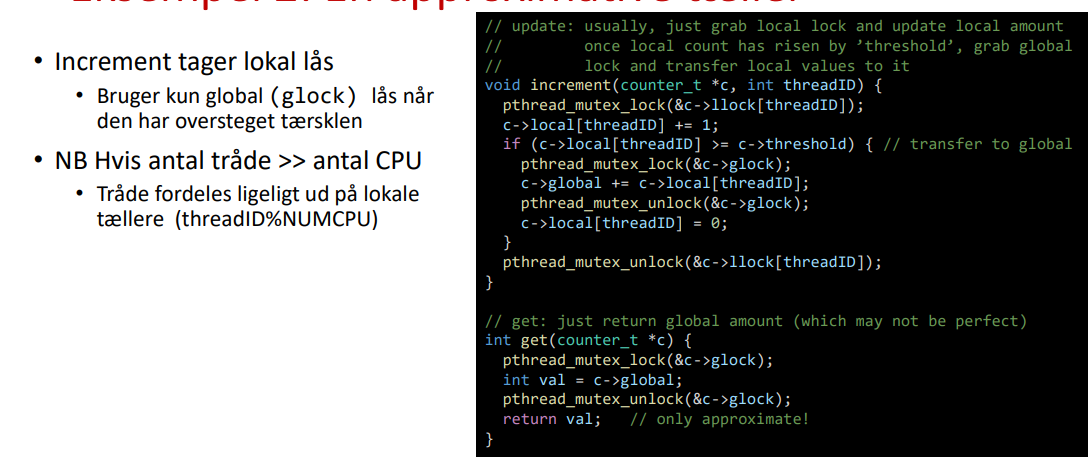 Eksempel 2: En approximative tæller
• Increment tager lokal lås
• Bruger kun global (glock) lås når
den har oversteget tærsklen
• NB Hvis antal tråde >> antal CPU
• Tråde fordeles ligeligt ud på lokale
tællere (threadID%NUMCPU)
// update: usually, just grab local lock and update local amount
//         once local count has risen by ’threshold’, grab global
//         lock and transfer local values to it
void increment(counter_t *c, int threadID) {
  pthread_mutex_lock(&c->llock[threadID]);
  c->local[threadID] += 1;
  if (c->local[threadID] >= c->threshold) { // transfer to global
    pthread_mutex_lock(&c->glock);
    c->global += c->local[threadID];
    pthread_mutex_unlock(&c->glock);
    c->local[threadID] = 0;
  }
  pthread_mutex_unlock(&c->llock[threadID]);
}
// get: just return global amount (which may not be perfect)
int get(counter_t *c) {
  pthread_mutex_lock(&c->glock);
  int val = c->global;
  pthread_mutex_unlock(&c->glock);
  return val;   // only approximate!
}